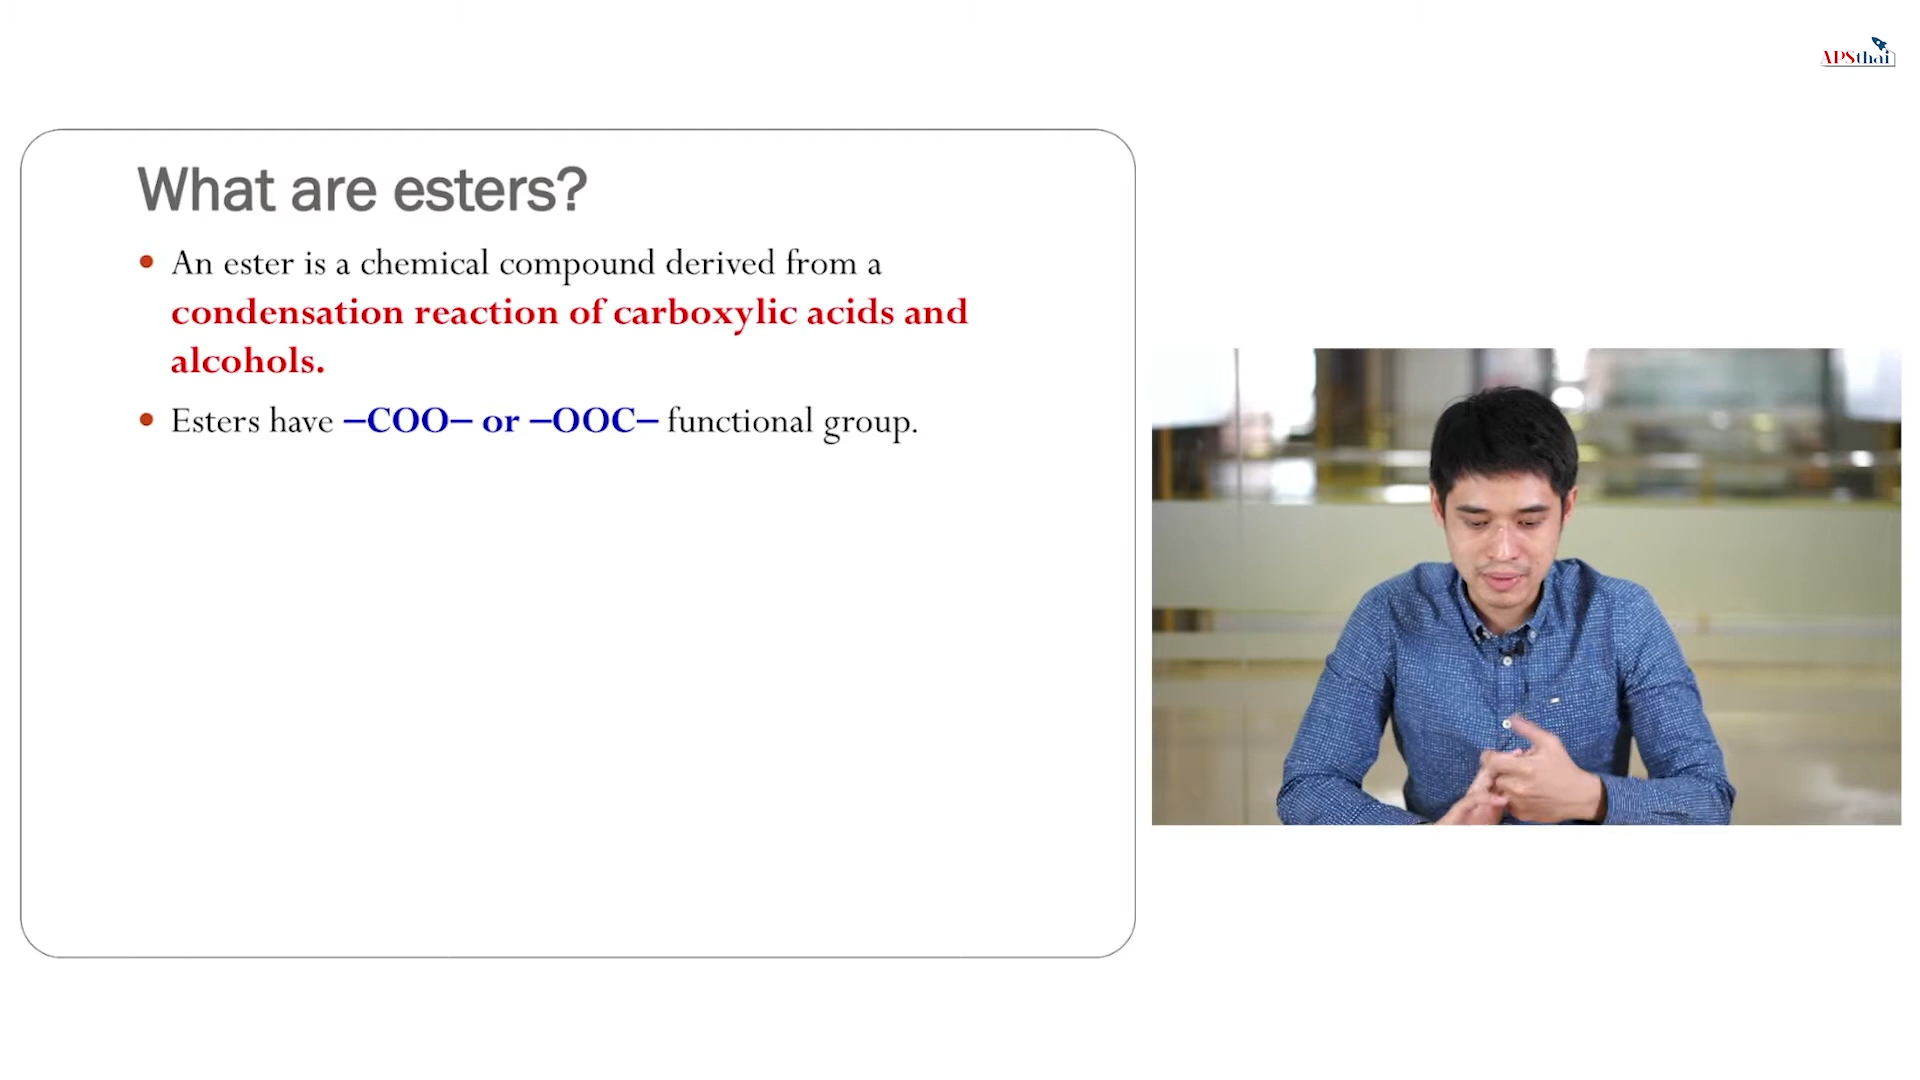 APSthai
What are esters?
• An ester is a chemical compound derived from a
condensation reaction of carboxylic acids and
alcohols.
• Esters have –COO– or –OOC– functional group.